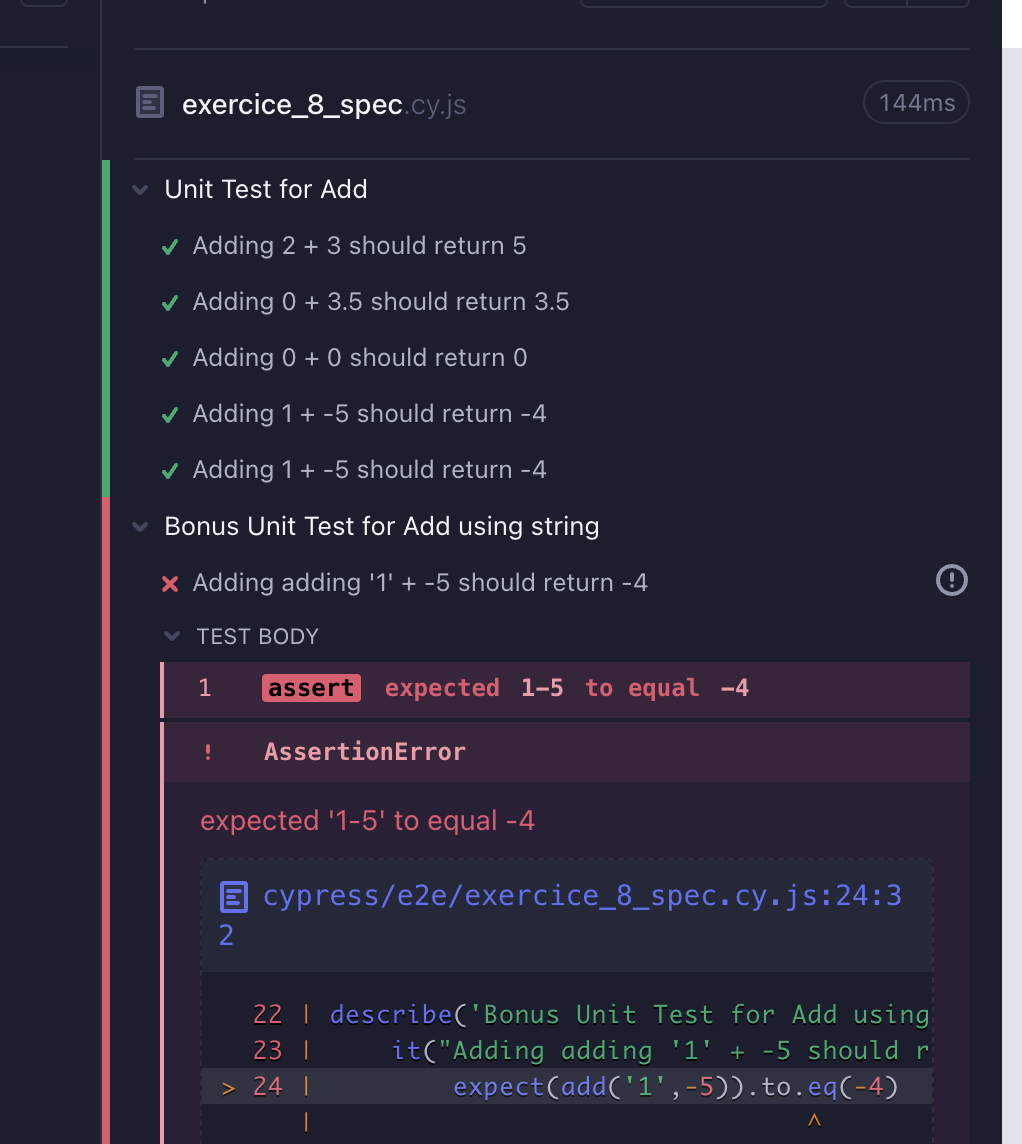 exercice_8_spec.cy.js
144ms
Unit Test for Add
Adding 2 + 3 should return 5
Adding 0 + 3.5 should return 3.5
Adding 0 + 0 should return 0
Adding 1 + -5 should return -4
Adding 1 + -5 should return -4
Bonus Unit Test for Add using string
Adding adding '1' + -5 should return -4
TEST BODY
1 assert expected 1-5 to equal -4
! AssertionError
expected '1-5' to equal -4
cypress/e2e/exercice_8_spec.cy.js:24:3
2
22 | describe('Bonus Unit Test for Add using
23 | it("Adding adding '1' + -5 should r
> 24 | expect(add('1',-5)).to.eq(-4)
| ^